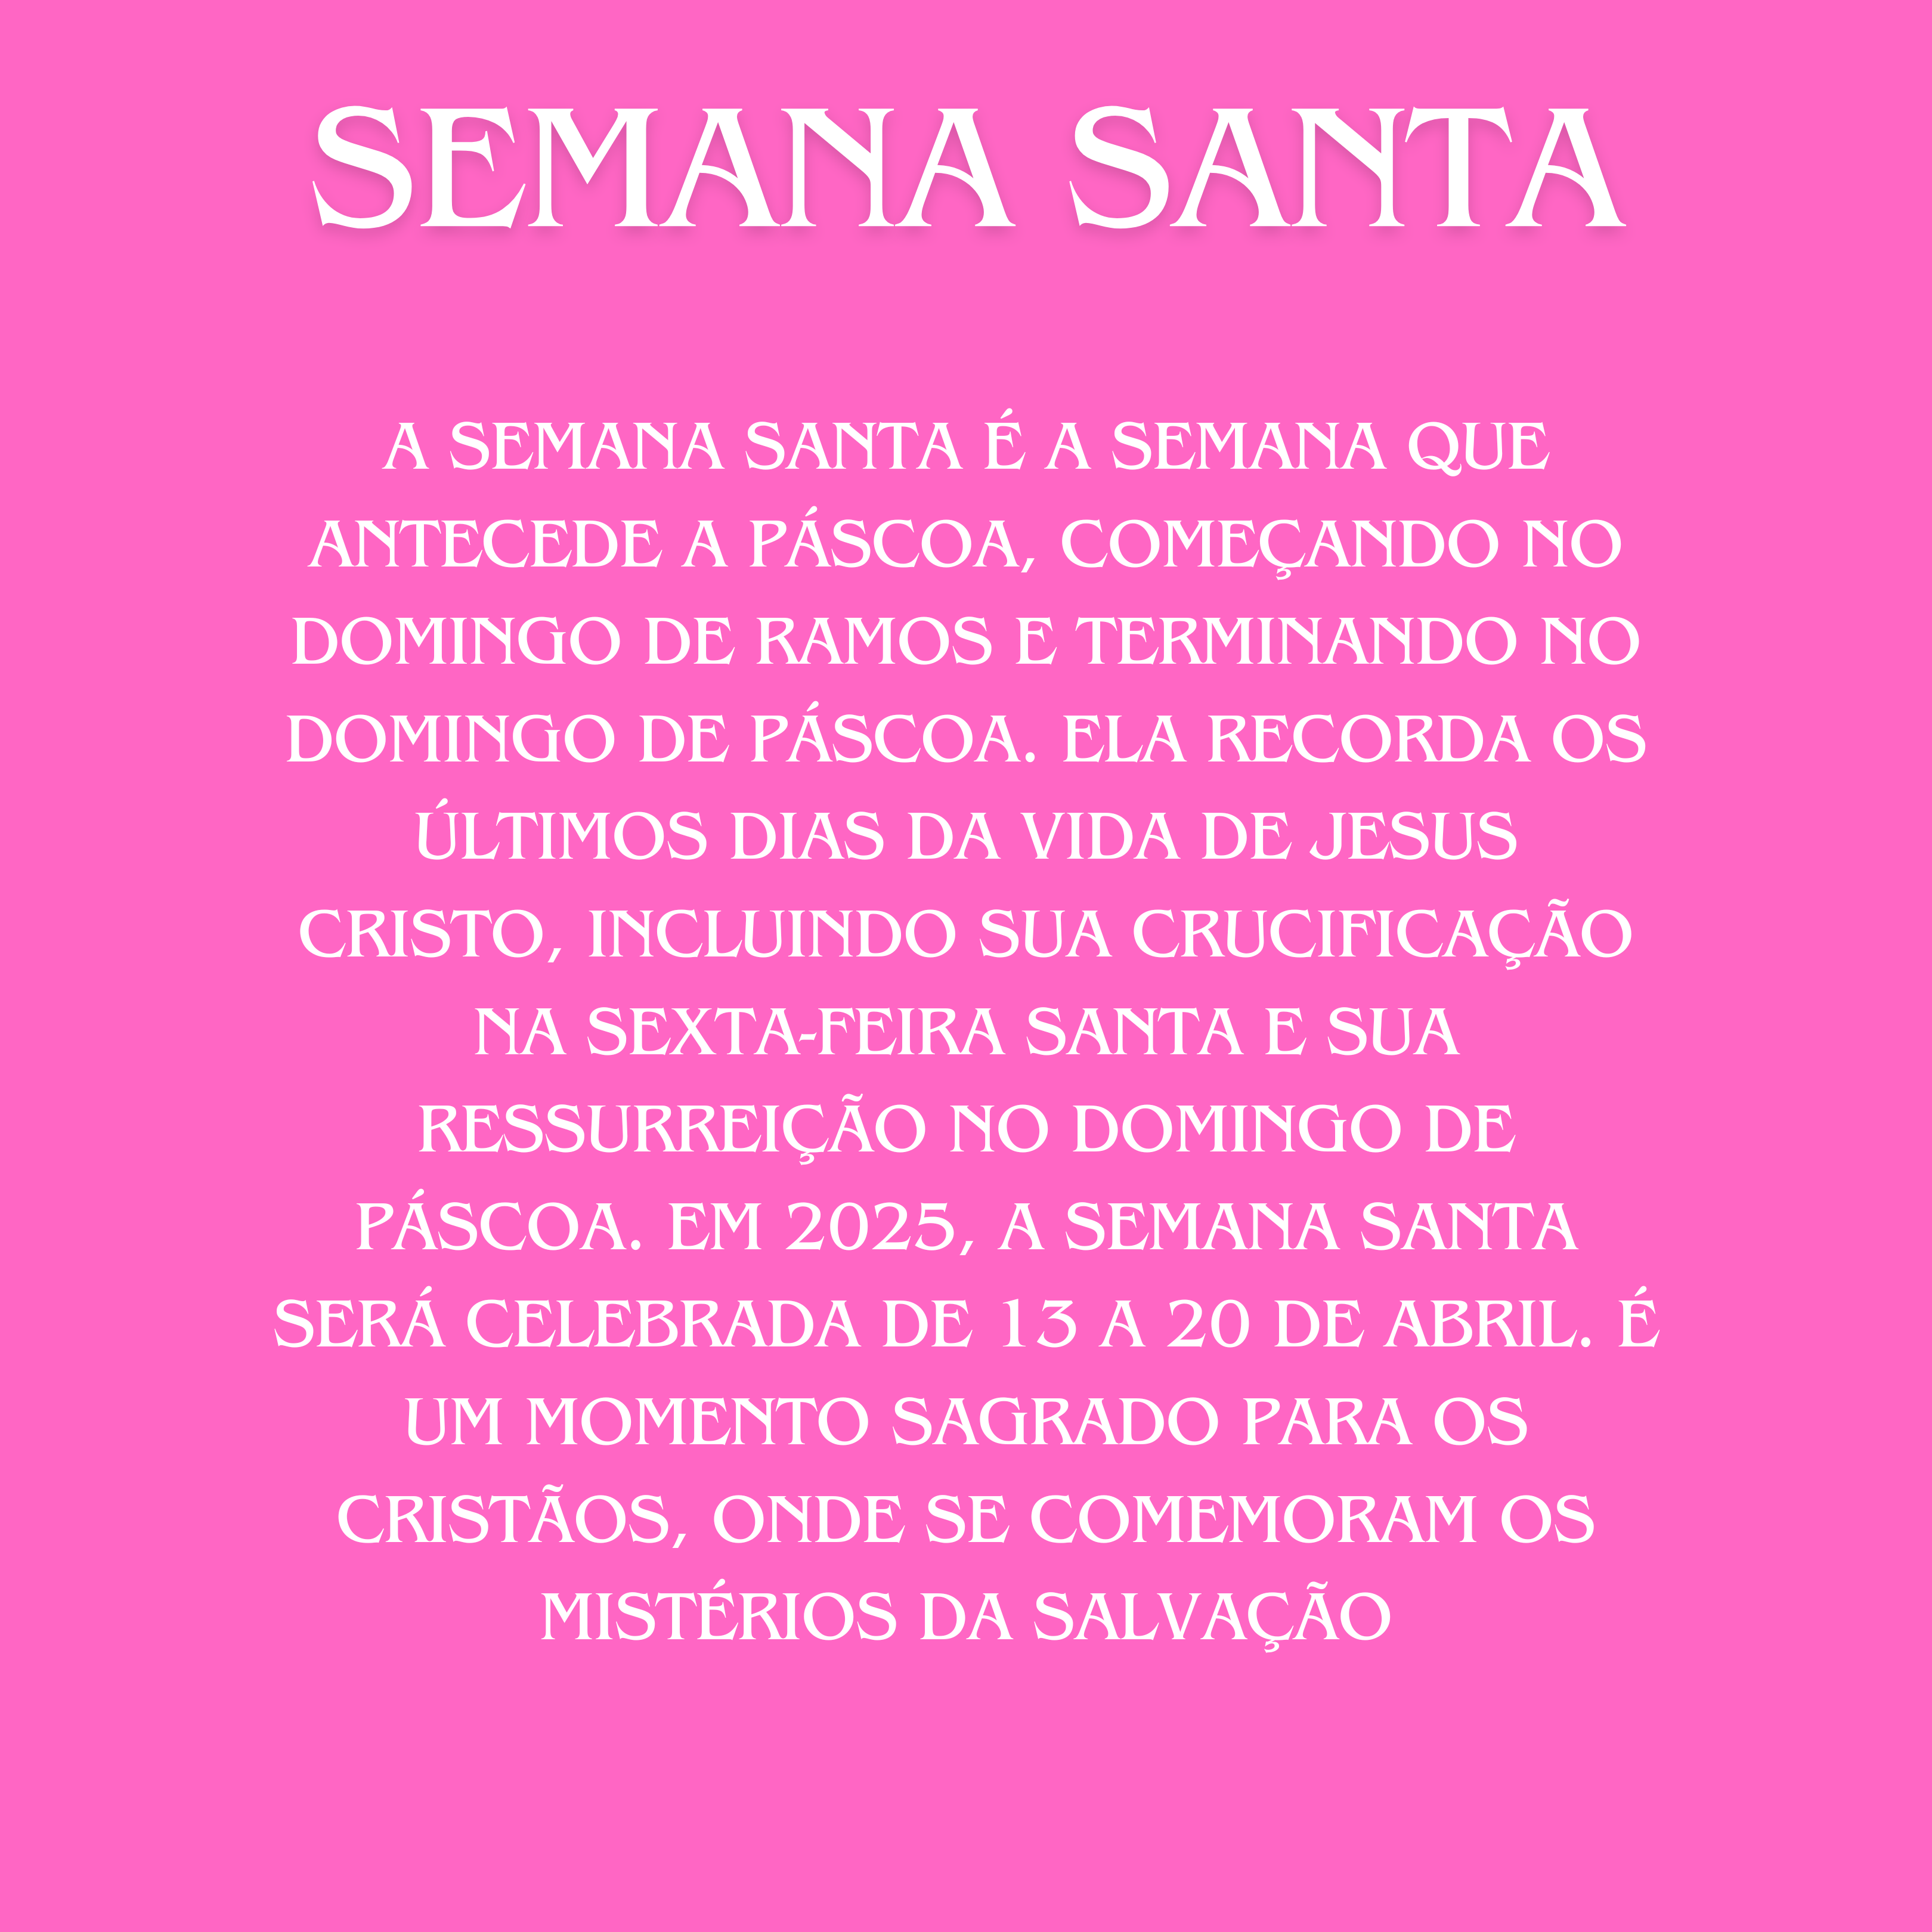 SEMANA SANTA
A SEMANA SANTA É A SEMANA QUE
ANTECEDE A PÁSCOA, COMEÇANDO NO
DOMINGO DE RAMOS E TERMINANDO NO
DOMINGO DE PÁSCOA. ELA RECORDA OS
ÚLTIMOS DIAS DA VIDA DE JESUS
CRISTO, INCLUINDO SUA CRUCIFICAÇÃO
NA SEXTA-FEIRA SANTA E SUA
RESSURREIÇÃO NO DOMINGO DE
PÁSCOA. EM 2025, A SEMANA SANTA
SERÁ CELEBRADA DE 13 A 20 DE ABRIL. É
UM MOMENTO SAGRADO PARA OS
CRISTÃOS, ONDE SE COMEMORAM OS
MISTÉRIOS DA SALVAÇÃO